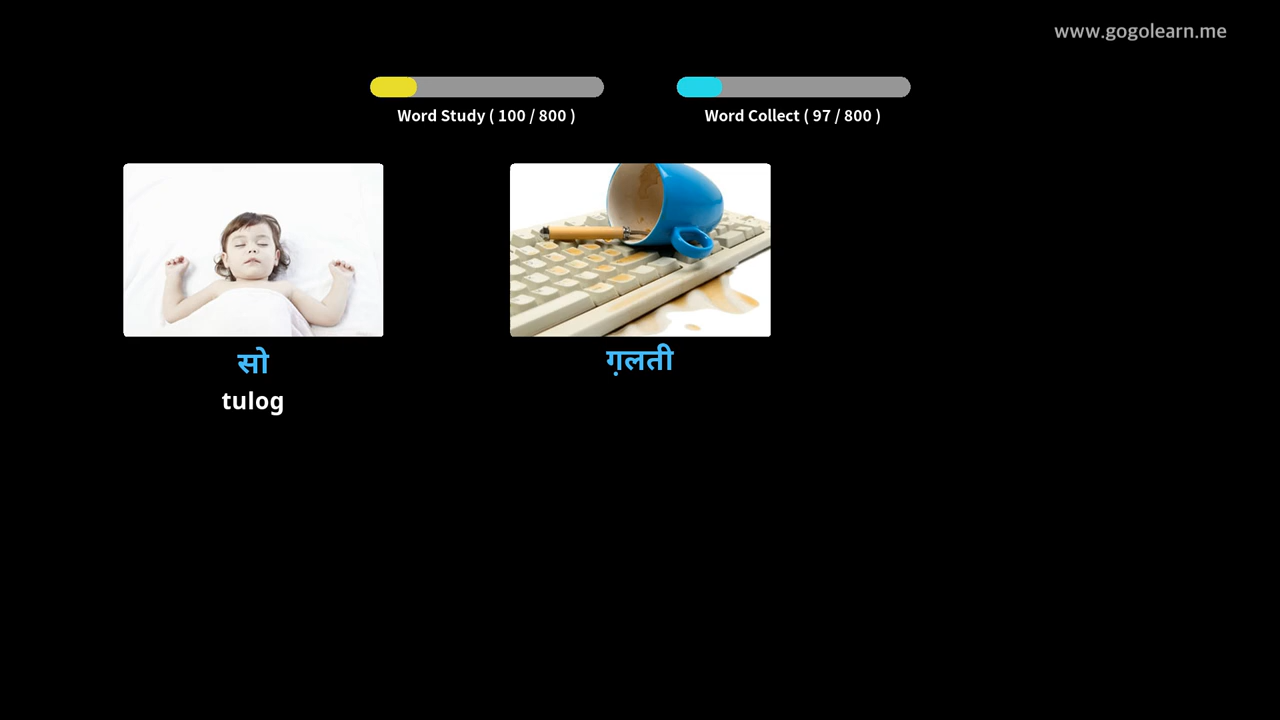 www.gogolearn.me
Word Study ( 100 / 800 )
Word Collect ( 97 / 800 )
सो
tulog
ग़लती